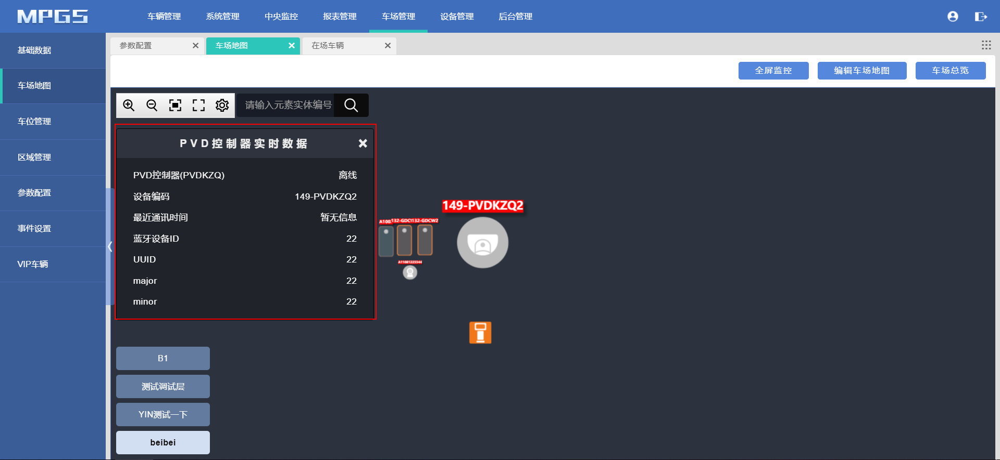 MPGS
车辆管理
系统管理
中央监控
报表管理
车场管理
设备管理
后台管理
基础数据
车场地图
车位管理
区域管理
参数配置
事件设置
VIP车辆
参数配置
车场地图
在场车辆
全屏监控
编辑车场地图
车场总览
请输入元素实体编号
PVD控制器实时数据
PVD控制器(PVDKZQ) 离线
设备编码 149-PVDKZQ2
最近通讯时间 暂无信息
蓝牙设备ID 22
UUID 22
major 22
minor 22
149-PVDKZQ2
132-GDCW2
B1
测试调试层
YIN测试一下
beibei